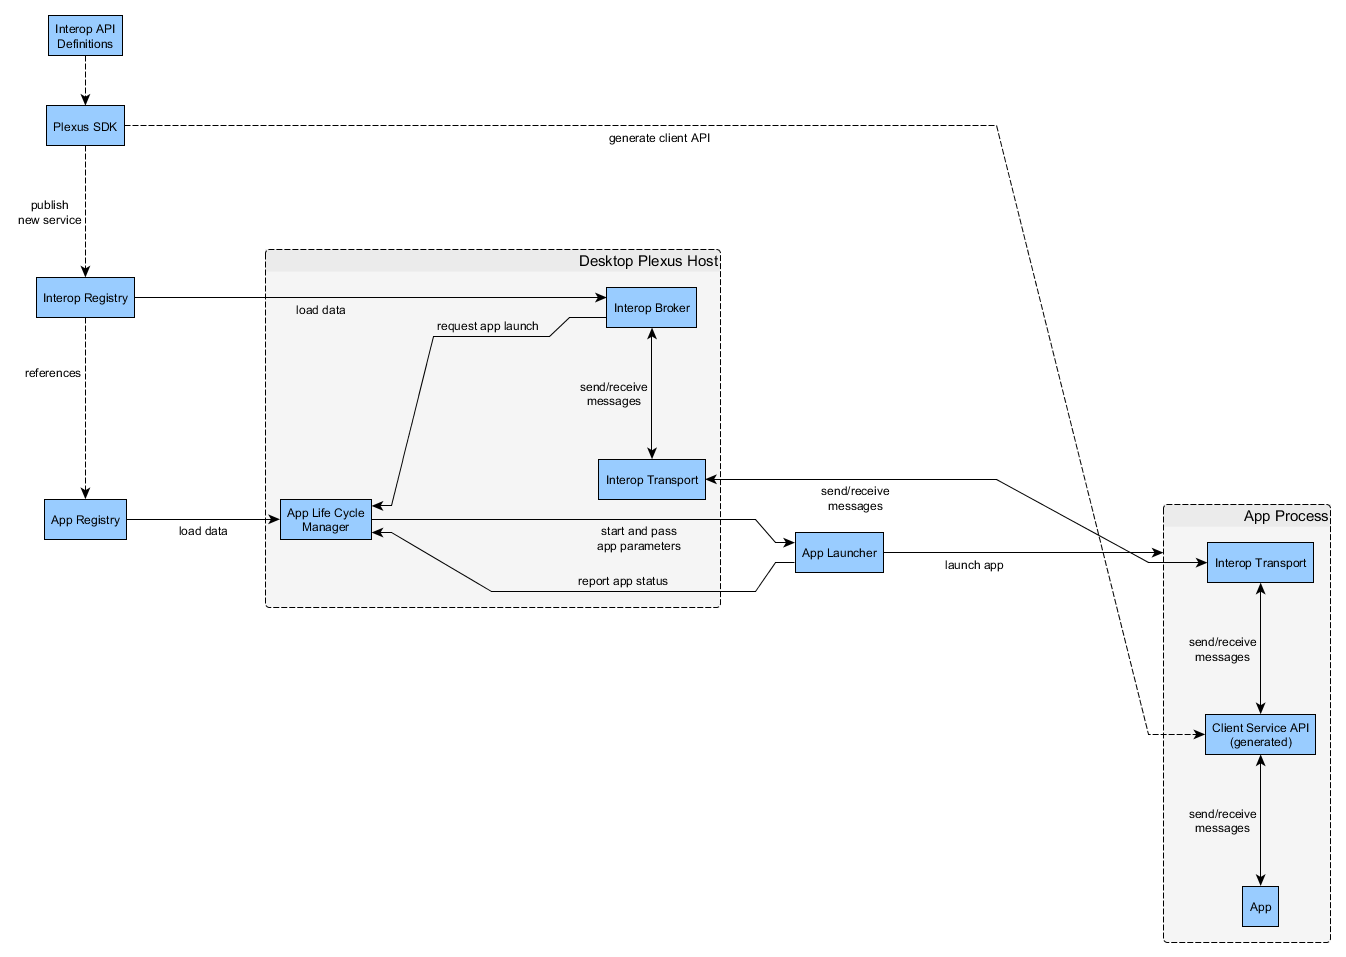 Interop API
Definitions
Plexus SDK
generate client API
publish
new service
Desktop Plexus Host
Interop Registry
load data
Interop Broker
request app launch
references
send/receive
messages
Interop Transport
send/receive
messages
App Registry
load data
App Life Cycle
Manager
start and pass
app parameters
report app status
App Launcher
launch app
App Process
Interop Transport
send/receive
messages
Client Service API
(generated)
send/receive
messages
App